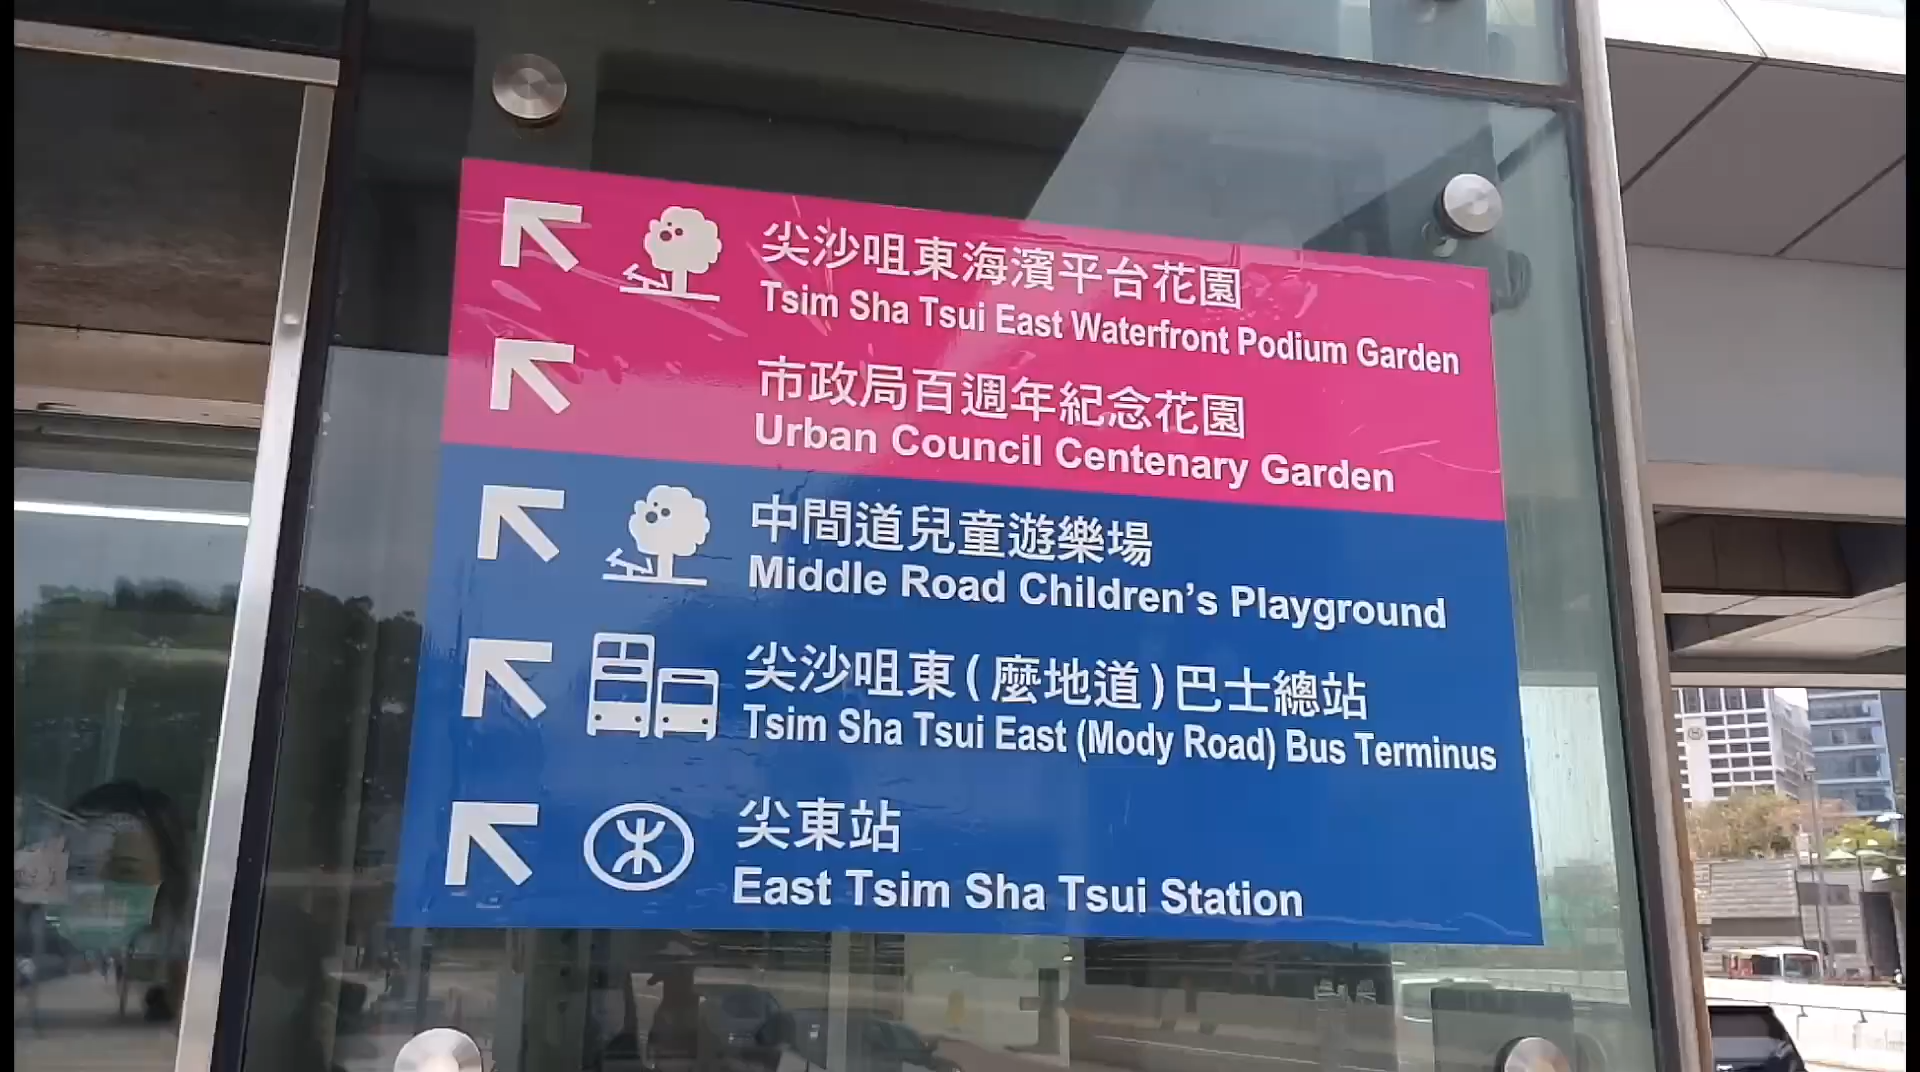 尖沙咀東海濱平台花園
Tsim Sha Tsui East Waterfront Podium Garden
市政局百週年紀念花園
Urban Council Centenary Garden
中間道兒童遊樂場
Middle Road Children's Playground
尖沙咀東(麼地道)巴士總站
Tsim Sha Tsui East (Mody Road) Bus Terminus
尖東站
East Tsim Sha Tsui Station